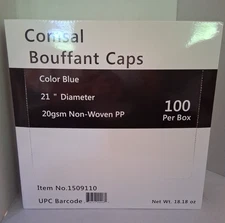 Comsal
Bouffant Caps
Color Blue
21 " Diameter
20gsm Non-Woven PP
100
Per Box
Item No.1509110
UPC Barcode
Net Wt. 18.18 oz